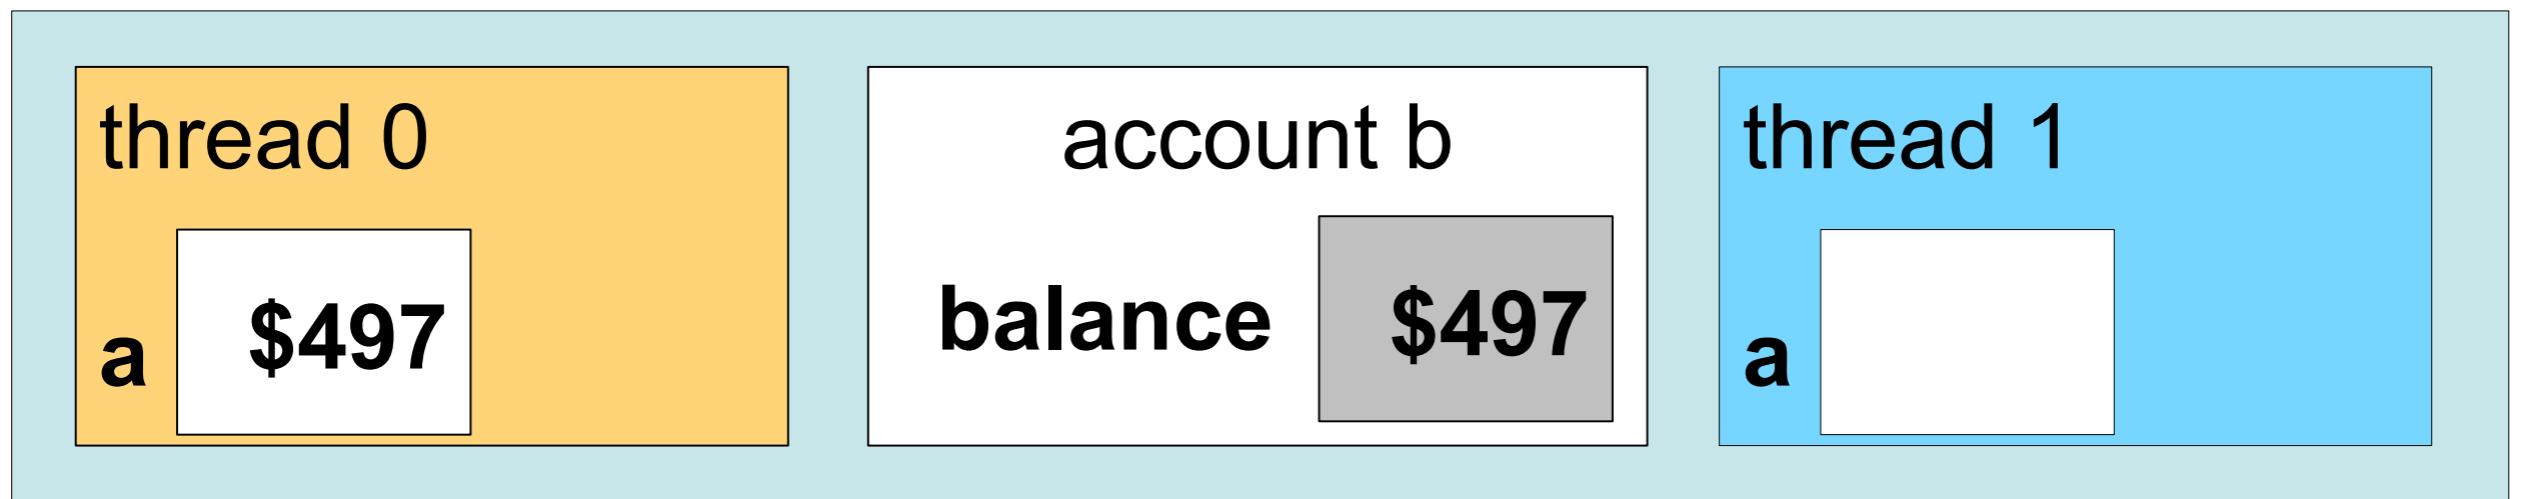 thread 0
a $497
account b
balance $497
thread 1
a